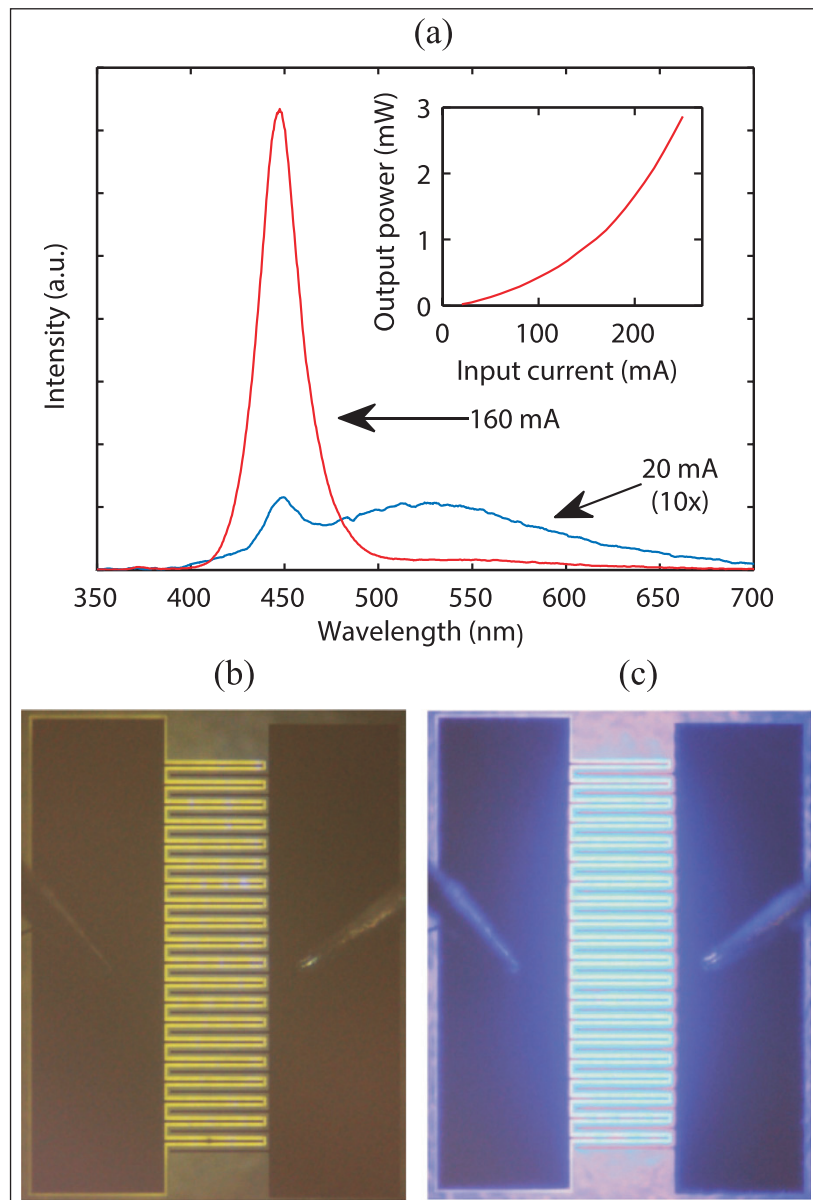 (a)
3
2
1
0
Output power (mW)
0 100 200
Input current (mA)
Intensity (a.u.)
160 mA
20 mA
(10x)
350 400 450 500 550 600 650 700
Wavelength (nm)
(b) (c)